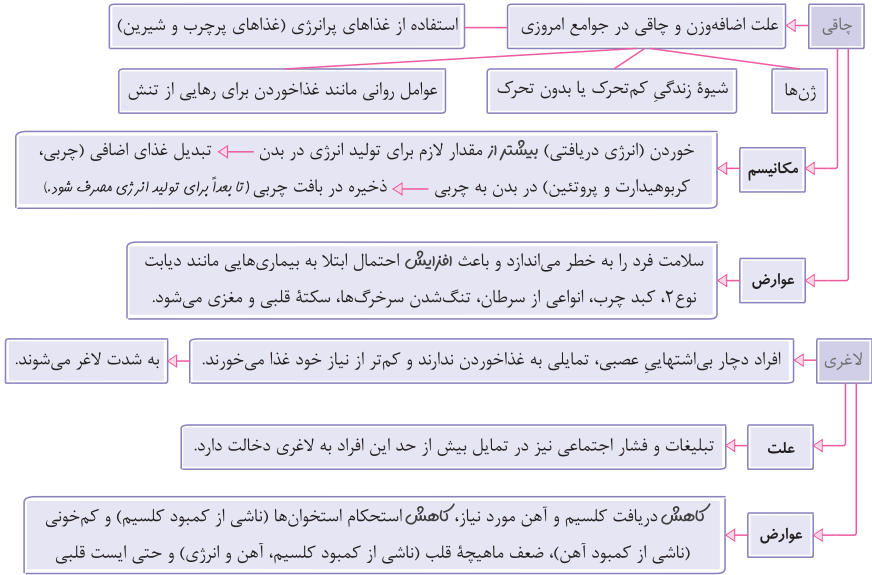 چاقی
علت اضافه‌وزن و چاقی در جوامع امروزی
استفاده از غذاهای پرانرژی (غذاهای پرچرب و شیرین)
ژن‌ها
شیوهٔ زندگیِ کم‌تحرک یا بدون تحرک
عوامل روانی مانند غذاخوردن برای رهایی از تنش
مکانیسم
خوردن (انرژی دریافتی) بیشتر از مقدار لازم برای تولید انرژی در بدن ← تبدیل غذای اضافی (چربی،
کربوهیدارت و پروتئین) در بدن به چربی ← ذخیره در بافت چربی (تا بعداً برای تولید انرژی مصرف شود.)
عوارض
سلامت فرد را به خطر می‌اندازد و باعث افزایش احتمال ابتلا به بیماری‌هایی مانند دیابت
نوع ۲، کبد چرب، انواعی از سرطان، تنگ‌شدن سرخرگ‌ها، سکتهٔ قلبی و مغزی می‌شود.
لاغری
افراد دچار بی‌اشتهاییِ عصبی، تمایلی به غذاخوردن ندارند و کم‌تر از نیاز خود غذا می‌خورند.
به شدت لاغر می‌شوند.
علت
تبلیغات و فشار اجتماعی نیز در تمایل بیش از حد این افراد به لاغری دخالت دارد.
عوارض
کاهش دریافت کلسیم و آهن مورد نیاز، کاهش استحکام استخوان‌ها (ناشی از کمبود کلسیم) و کم‌خونی
(ناشی از کمبود آهن)، ضعف ماهیچهٔ قلب (ناشی از کمبود کلسیم، آهن و انرژی) و حتی ایست قلبی